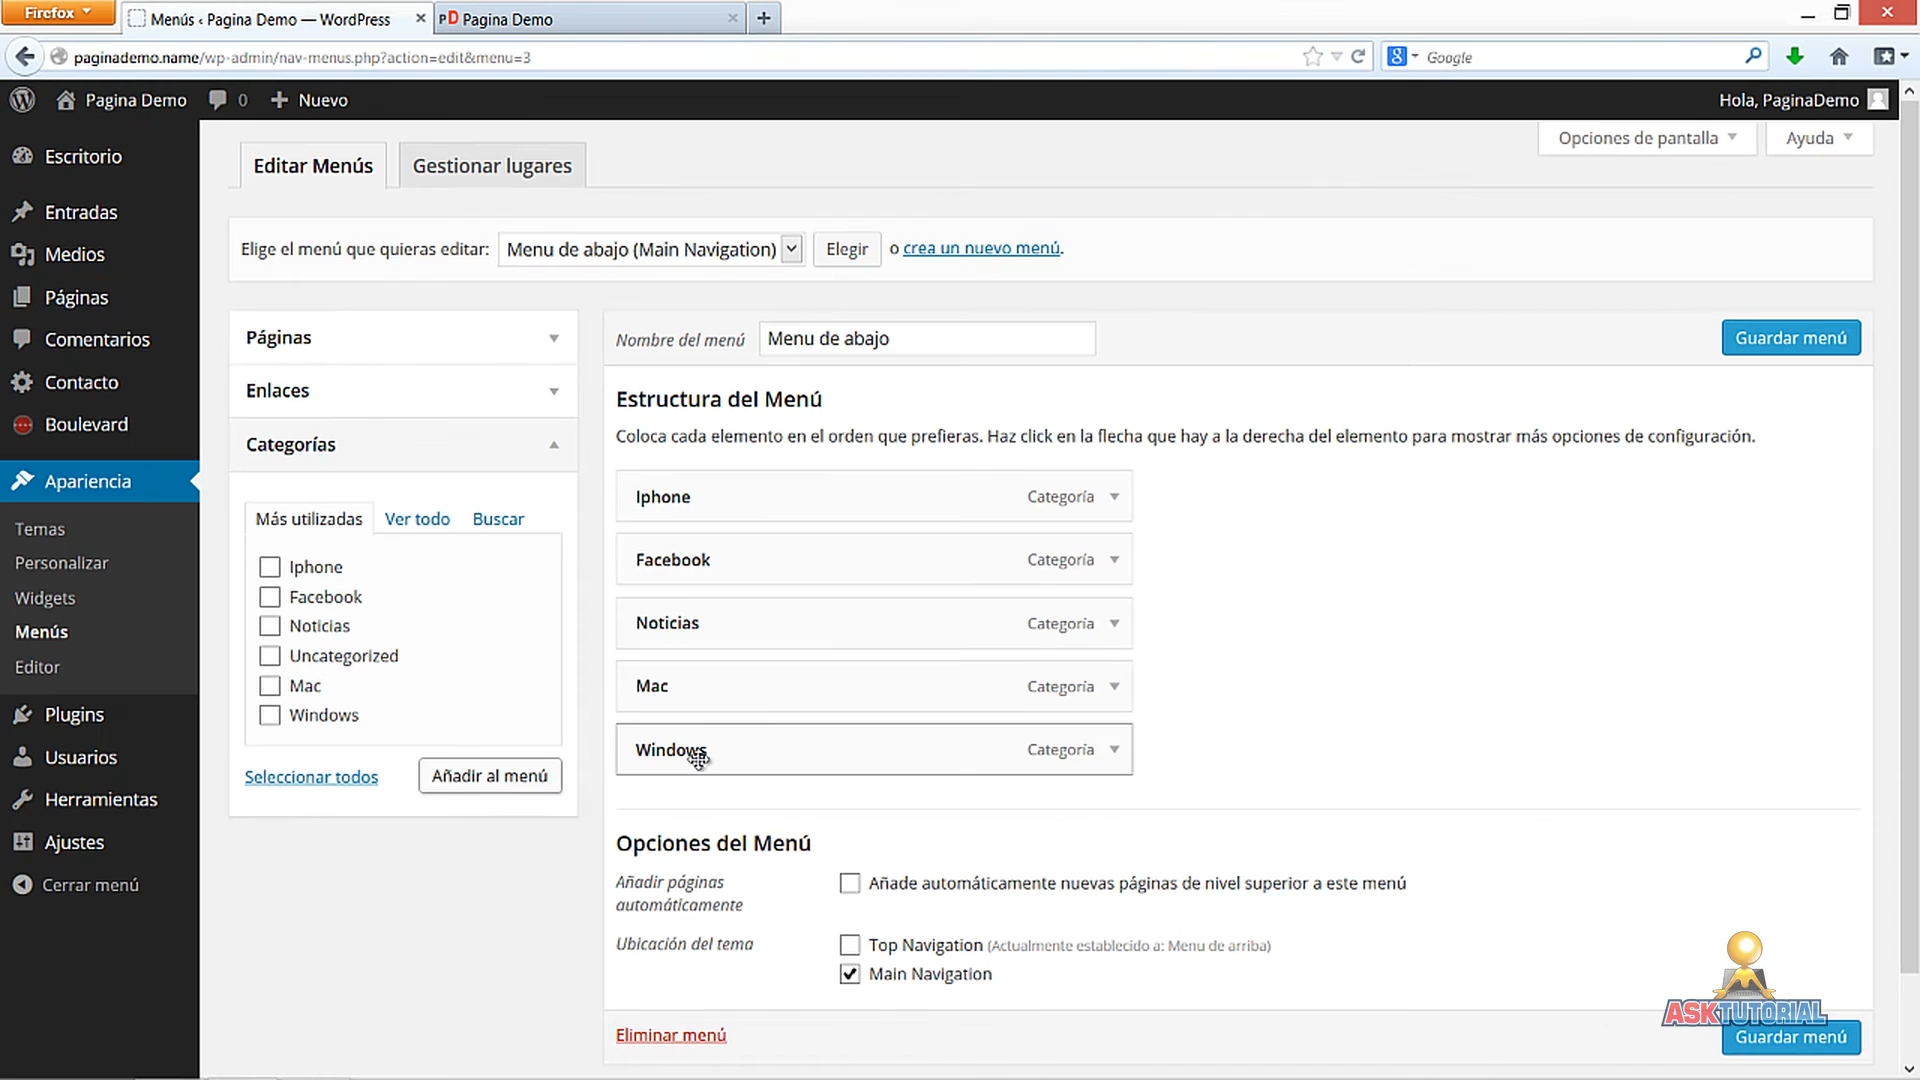 Firefox
Menús ‹ Pagina Demo — WordPress
pD Pagina Demo
paginademo.name/wp-admin/nav-menus.php?action=edit&menu=3
8 Google
Pagina Demo 0 Nuevo
Hola, PaginaDemo
Opciones de pantalla
Ayuda
Escritorio
Entradas
Medios
Páginas
Comentarios
Contacto
Boulevard
Apariencia
Temas
Personalizar
Widgets
Menús
Editor
Plugins
Usuarios
Herramientas
Ajustes
Cerrar menú
Editar Menús
Gestionar lugares
Elige el menú que quieras editar: Menu de abajo (Main Navigation) Elegir o crea un nuevo menú.
Páginas
Enlaces
Categorías
Más utilizadas Ver todo Buscar
Iphone
Facebook
Noticias
Uncategorized
Mac
Windows
Seleccionar todos Añadir al menú
Nombre del menú Menu de abajo Guardar menú
Estructura del Menú
Coloca cada elemento en el orden que prefieras. Haz click en la flecha que hay a la derecha del elemento para mostrar más opciones de configuración.
Iphone Categoría
Facebook Categoría
Noticias Categoría
Mac Categoría
Windows Categoría
Opciones del Menú
Añadir páginas
automáticamente
Añade automáticamente nuevas páginas de nivel superior a este menú
Ubicación del tema
Top Navigation (Actualmente establecido a: Menu de arriba)
Main Navigation
ASKTUTORIAL
Eliminar menú Guardar menú